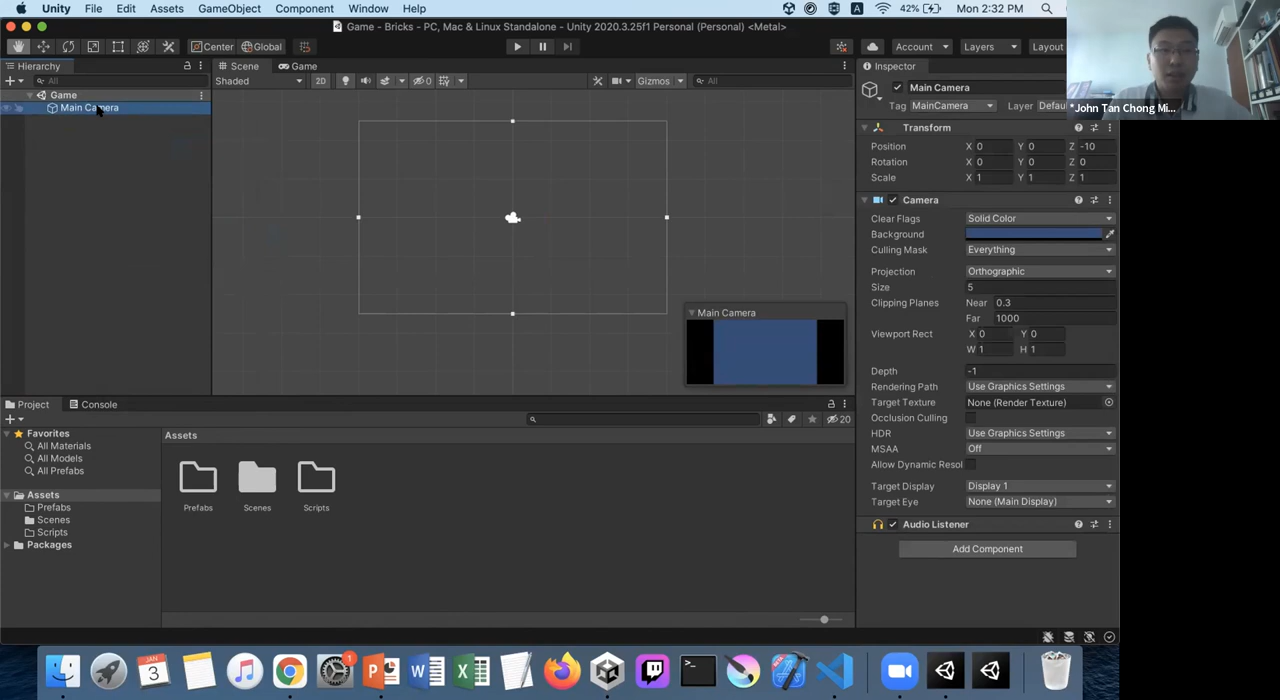 Unity File Edit Assets GameObject Component Window Help A 42% Mon 2:32 PM
Game - Bricks - PC, Mac & Linux Standalone - Unity 2020.3.25f1 Personal (Personal) <Metal>
Center Global Account Layers Layout
Hierarchy Scene Game Inspector
All Shaded 2D 0 Gizmos All
Main Camera
Game
Main Camera
Tag MainCamera Layer Defau
*John Tan Chong Mi...
Transform
Position X 0 Y 0 Z -10
Rotation X 0 Y 0 Z 0
Scale X 1 Y 1 Z 1
Camera
Clear Flags Solid Color
Background
Culling Mask Everything
Projection Orthographic
Size 5
Clipping Planes Near 0.3
Far 1000
Viewport Rect X 0 Y 0
W 1 H 1
Main Camera
Depth -1
Rendering Path Use Graphics Settings
Target Texture None (Render Texture)
Occlusion Culling
HDR Use Graphics Settings
MSAA Off
Allow Dynamic Resol
Target Display Display 1
Target Eye None (Main Display)
Audio Listener
Add Component
Project Console
20
Favorites
All Materials
All Models
All Prefabs
Assets
Prefabs
Scenes
Scripts
Packages
Assets
Prefabs Scenes Scripts
JAN
3
1